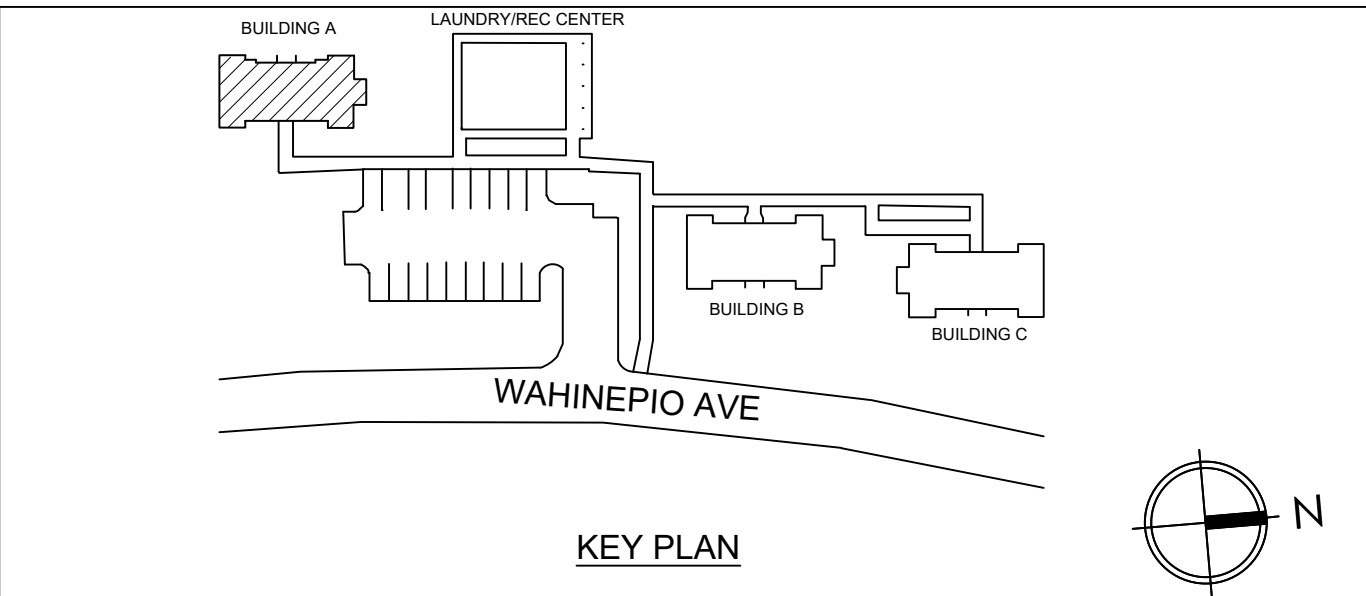 LAUNDRY/REC CENTER
BUILDING A
BUILDING B
BUILDING C
WAHINEPIO AVE
N
KEY PLAN